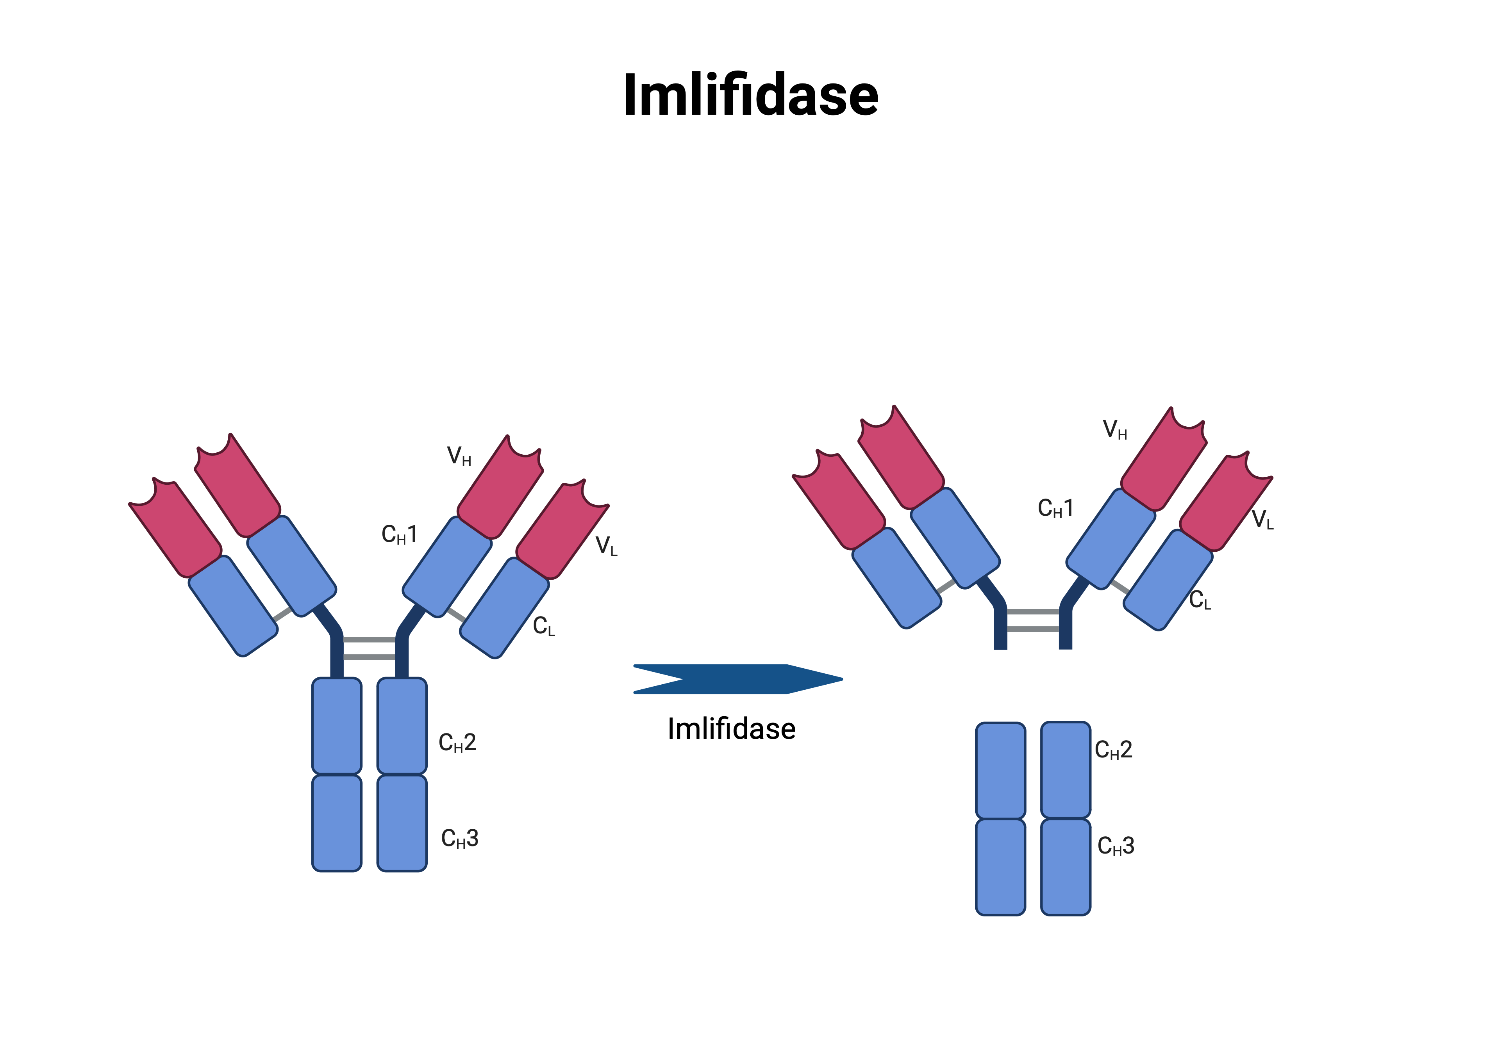 Imlifidase
VH
CH1
VL
CL
CH2
CH3
Imlifidase
VH
CH1
VL
CL
CH2
CH3